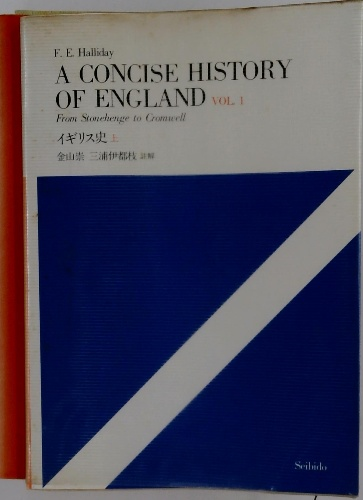 F. E. Halliday
A CONCISE HISTORY
OF ENGLAND VOL. 1
From Stonehenge to Cromwell
イギリス史 上
金山崇 三浦伊都枝 註解
Seibido